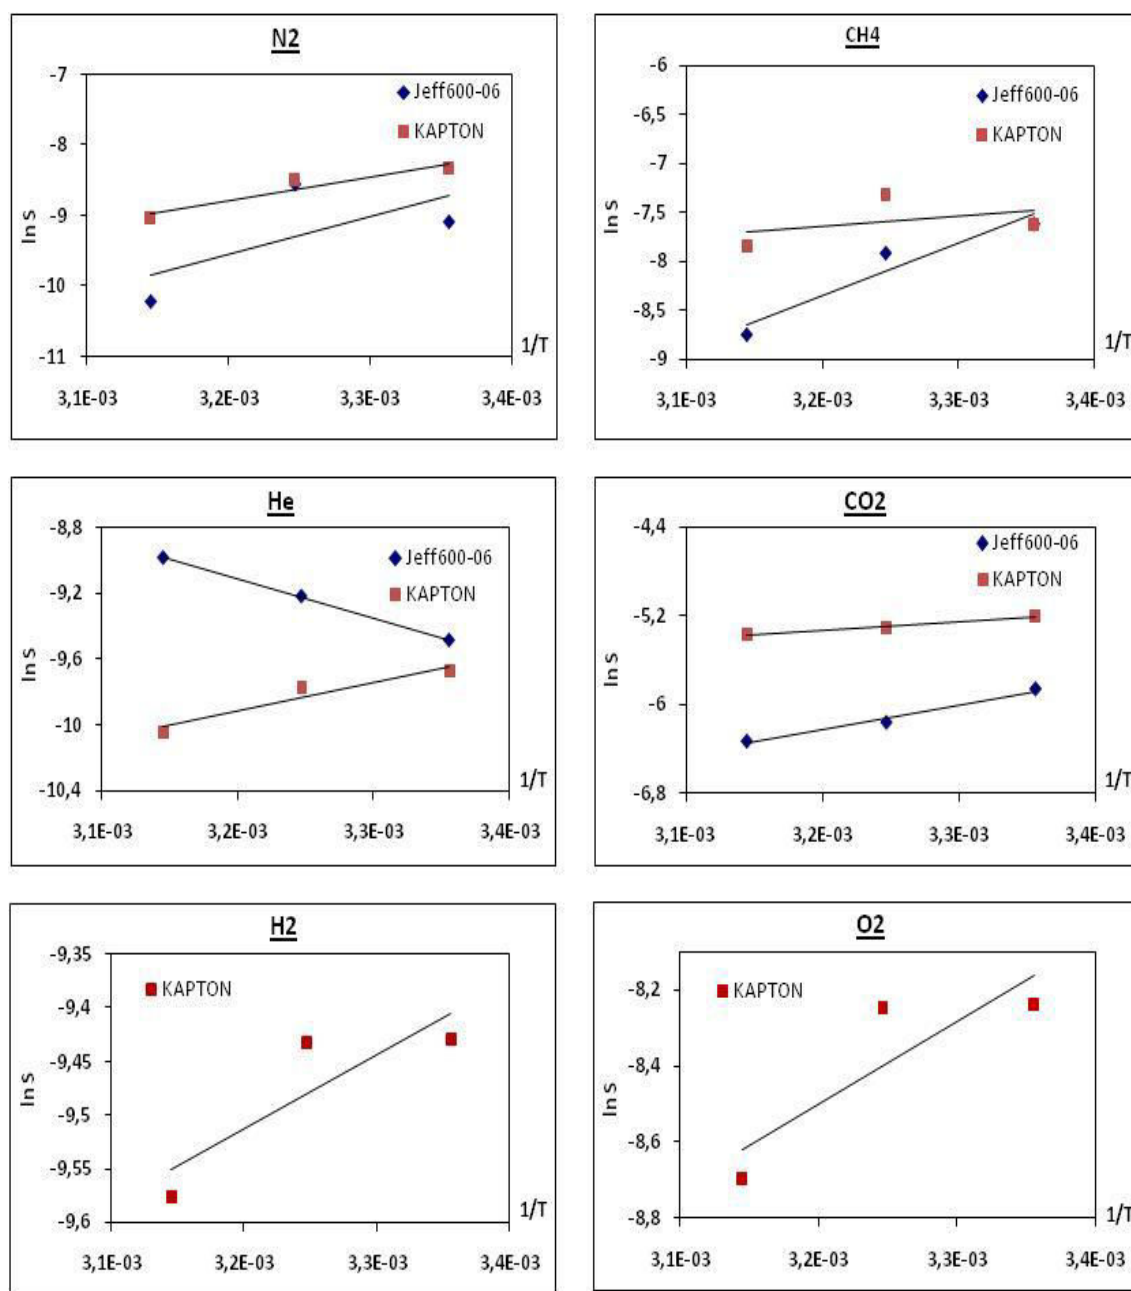 N2
-7
-8
-9
-10
-11
ln S
Jeff600-06
KAPTON
1/T
3,1E-03 3,2E-03 3,3E-03 3,4E-03
CH4
-6
-6,5
-7
-7,5
-8
-8,5
-9
ln S
Jeff600-06
KAPTON
1/T
3,1E-03 3,2E-03 3,3E-03 3,4E-03
He
-8,8
-9,2
-9,6
-10
-10,4
ln S
Jeff600-06
KAPTON
1/T
3,1E-03 3,2E-03 3,3E-03 3,4E-03
CO2
-4,4
-5,2
-6
-6,8
ln S
Jeff600-06
KAPTON
1/T
3,1E-03 3,2E-03 3,3E-03 3,4E-03
H2
-9,35
-9,4
-9,45
-9,5
-9,55
-9,6
ln S
KAPTON
1/T
3,1E-03 3,2E-03 3,3E-03 3,4E-03
O2
-8,2
-8,4
-8,6
-8,8
ln S
KAPTON
1/T
3,1E-03 3,2E-03 3,3E-03 3,4E-03